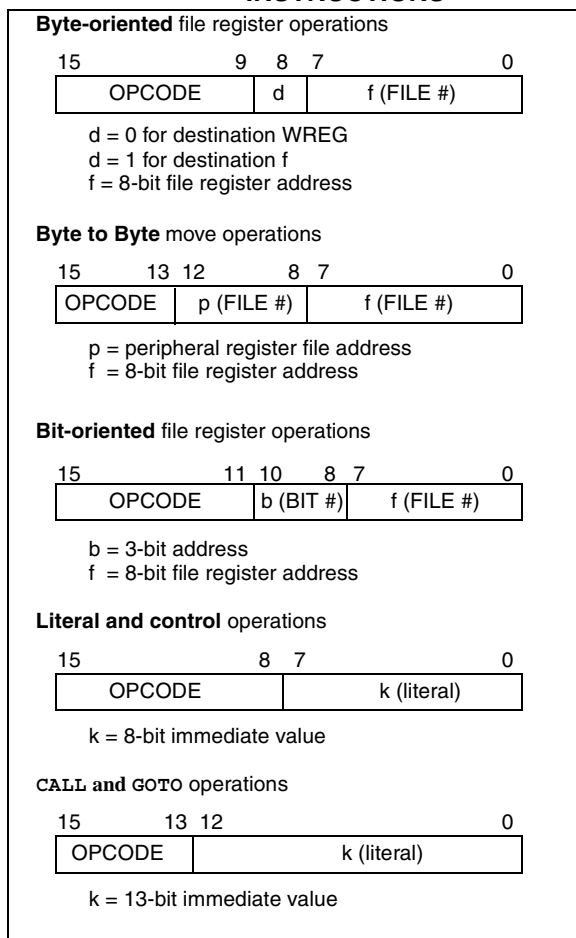 Byte-oriented file register operations
15 9 8 7 0
OPCODE d f (FILE #)
d = 0 for destination WREG
d = 1 for destination f
f = 8-bit file register address
Byte to Byte move operations
15 13 12 8 7 0
OPCODE p (FILE #) f (FILE #)
p = peripheral register file address
f = 8-bit file register address
Bit-oriented file register operations
15 11 10 8 7 0
OPCODE b (BIT #) f (FILE #)
b = 3-bit address
f = 8-bit file register address
Literal and control operations
15 8 7 0
OPCODE k (literal)
k = 8-bit immediate value
CALL and GOTO operations
15 13 12 0
OPCODE k (literal)
k = 13-bit immediate value